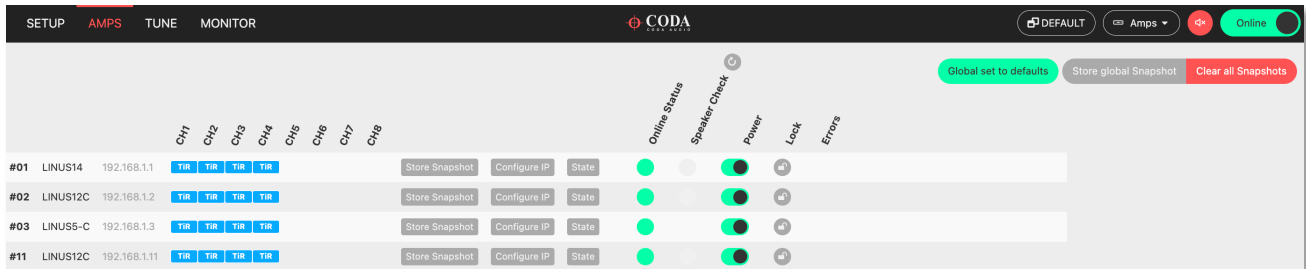 SETUP AMPS TUNE MONITOR CODA DEFAULT Amps Online
CODA AUDIO
Global set to defaults Store global Snapshot Clear all Snapshots
CH1 CH2 CH3 CH4 CH5 CH6 CH7 CH8 Online Status Speaker Check Power Lock Errors
#01 LINUS14 192.168.1.1 TiR TiR TiR TiR Store Snapshot Configure IP State
#02 LINUS12C 192.168.1.2 TiR TiR TiR TiR Store Snapshot Configure IP State
#03 LINUS5-C 192.168.1.3 TiR TiR TiR TiR Store Snapshot Configure IP State
#11 LINUS12C 192.168.1.11 TiR TiR TiR TiR Store Snapshot Configure IP State